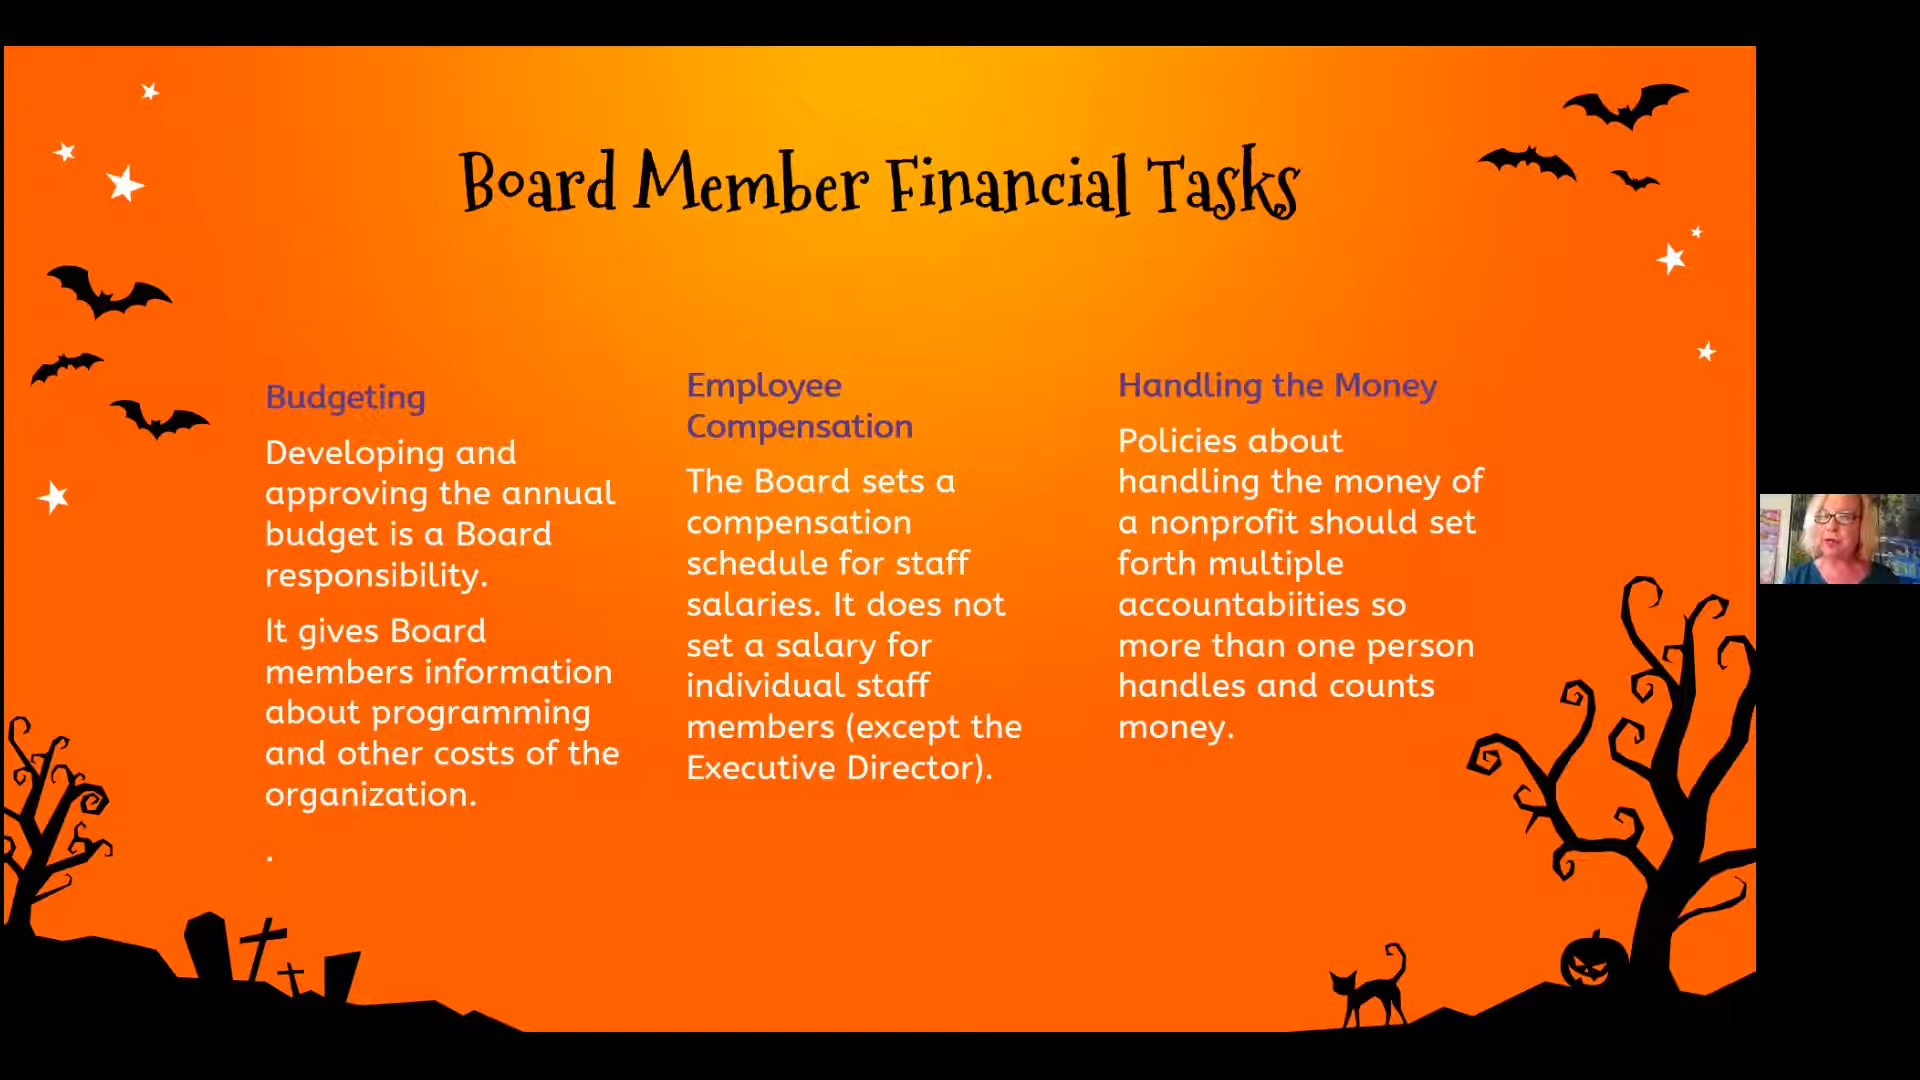 Board Member Financial Tasks
Budgeting
Developing and
approving the annual
budget is a Board
responsibility.
It gives Board
members information
about programming
and other costs of the
organization.
.
Employee
Compensation
The Board sets a
compensation
schedule for staff
salaries. It does not
set a salary for
individual staff
members (except the
Executive Director).
Handling the Money
Policies about
handling the money of
a nonprofit should set
forth multiple
accountabiities so
more than one person
handles and counts
money.